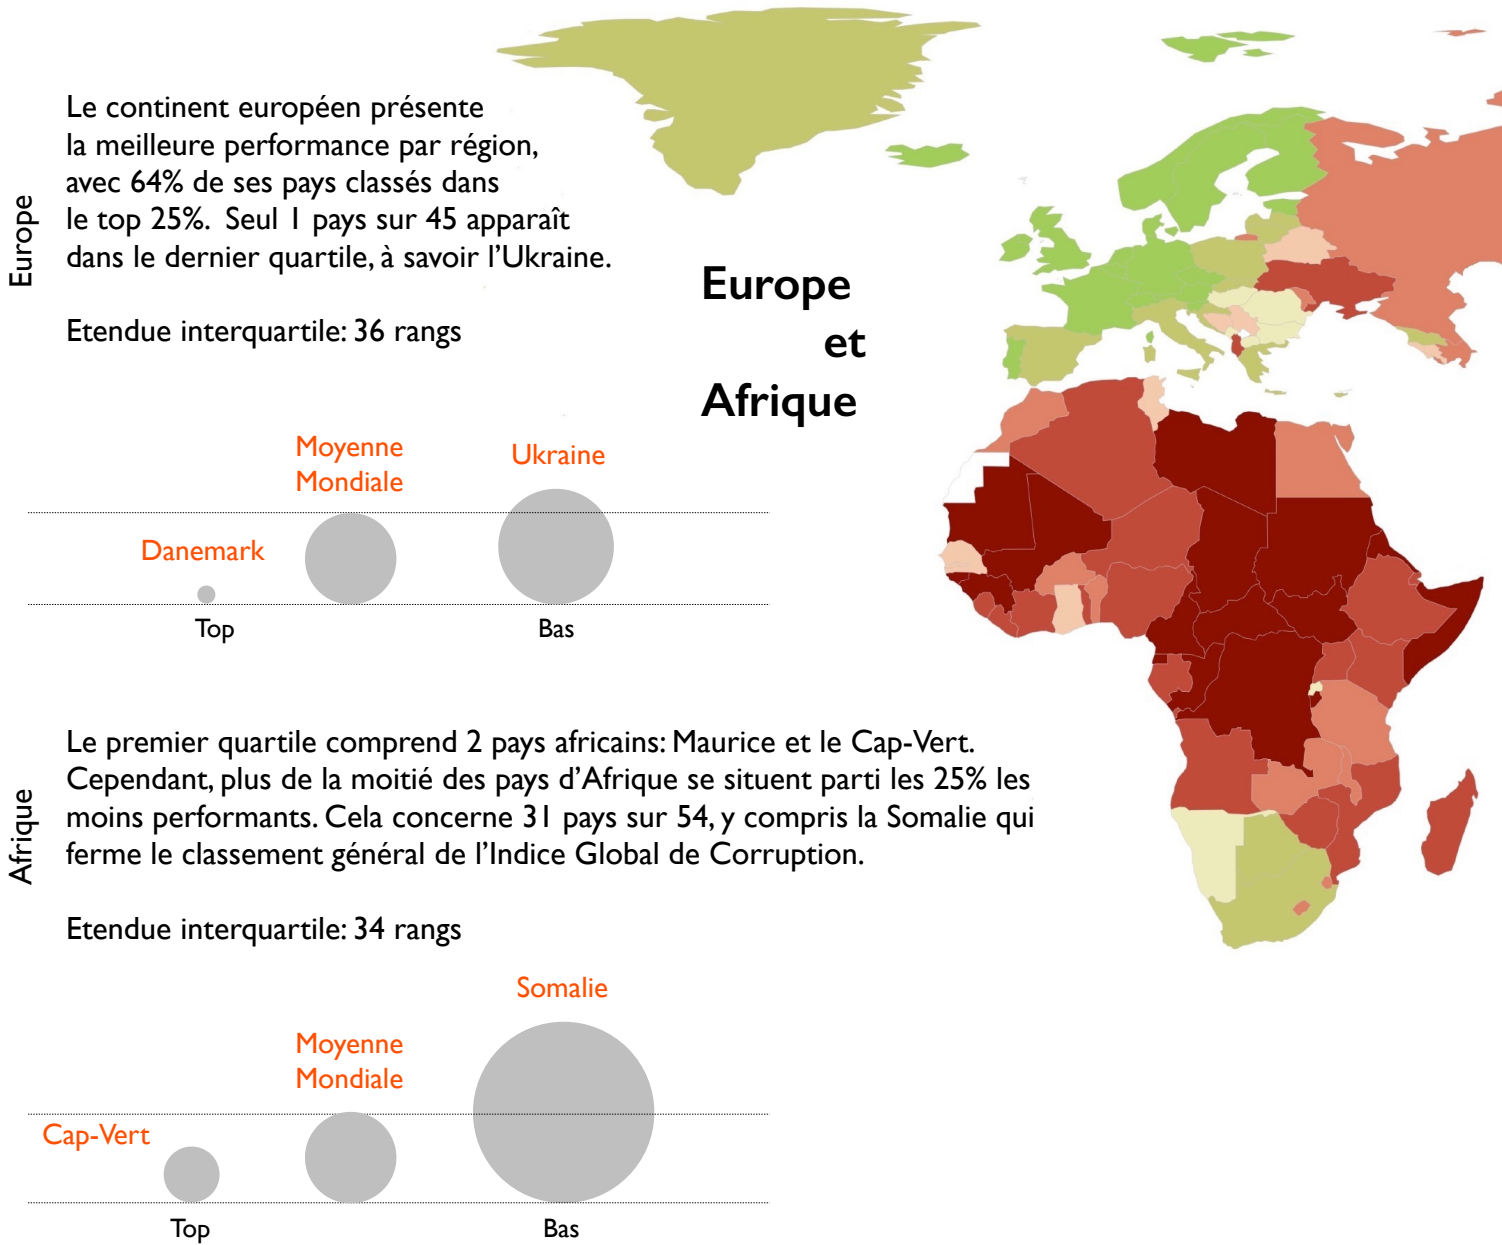 Europe
Le continent européen présente
la meilleure performance par région,
avec 64% de ses pays classés dans
le top 25%.  Seul 1 pays sur 45 apparaît
dans le dernier quartile, à savoir l’Ukraine.
Etendue interquartile: 36 rangs
Europe
et
Afrique
Moyenne
Mondiale
Ukraine
Danemark
Top
Bas
Afrique
Le premier quartile comprend 2 pays africains: Maurice et le Cap-Vert.
Cependant, plus de la moitié des pays d’Afrique se situent parti les 25% les
moins performants. Cela concerne 31 pays sur 54, y compris la Somalie qui
ferme le classement général de l’Indice Global de Corruption.
Etendue interquartile: 34 rangs
Somalie
Moyenne
Mondiale
Cap-Vert
Top
Bas